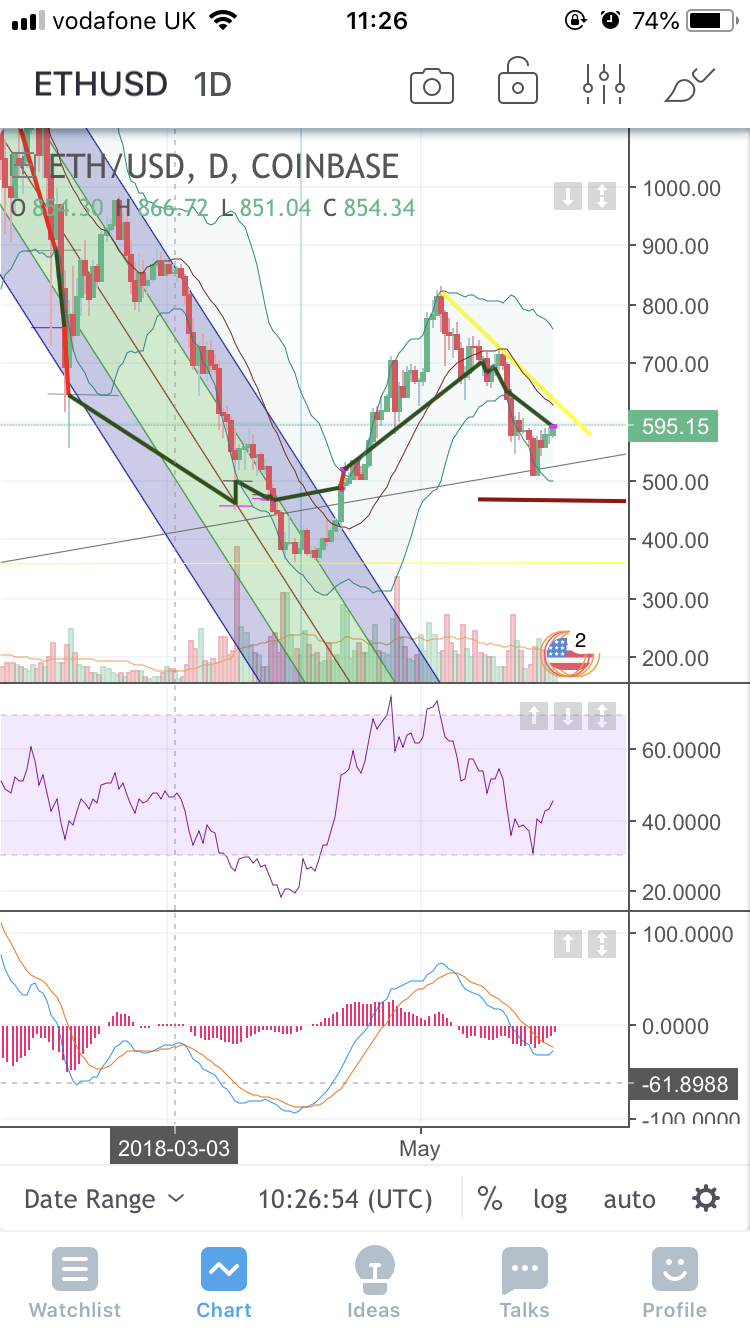 vodafone UK 11:26 74%
ETHUSD 1D
ETH/USD, D, COINBASE
O 854.30 H 866.72 L 851.04 C 854.34
1000.00
900.00
800.00
700.00
595.15
500.00
400.00
300.00
2
200.00
60.0000
40.0000
20.0000
100.0000
0.0000
-61.8988
-100.0000
2018-03-03 May
Date Range 10:26:54 (UTC) % log auto
Watchlist Chart Ideas Talks Profile